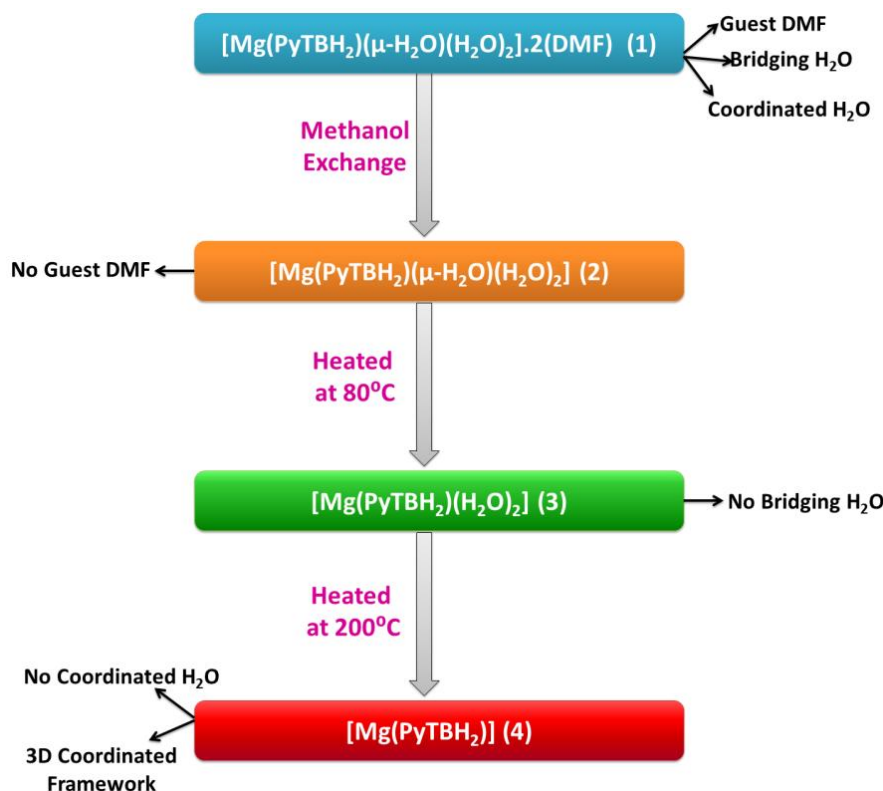 [Mg(PyTBH₂)(μ-H₂O)(H₂O)₂].2(DMF) (1)
Guest DMF
Bridging H₂O
Coordinated H₂O
Methanol
Exchange
No Guest DMF
[Mg(PyTBH₂)(μ-H₂O)(H₂O)₂] (2)
Heated
at 80⁰C
[Mg(PyTBH₂)(H₂O)₂] (3)
No Bridging H₂O
Heated
at 200⁰C
No Coordinated H₂O
3D Coordinated
Framework
[Mg(PyTBH₂)] (4)